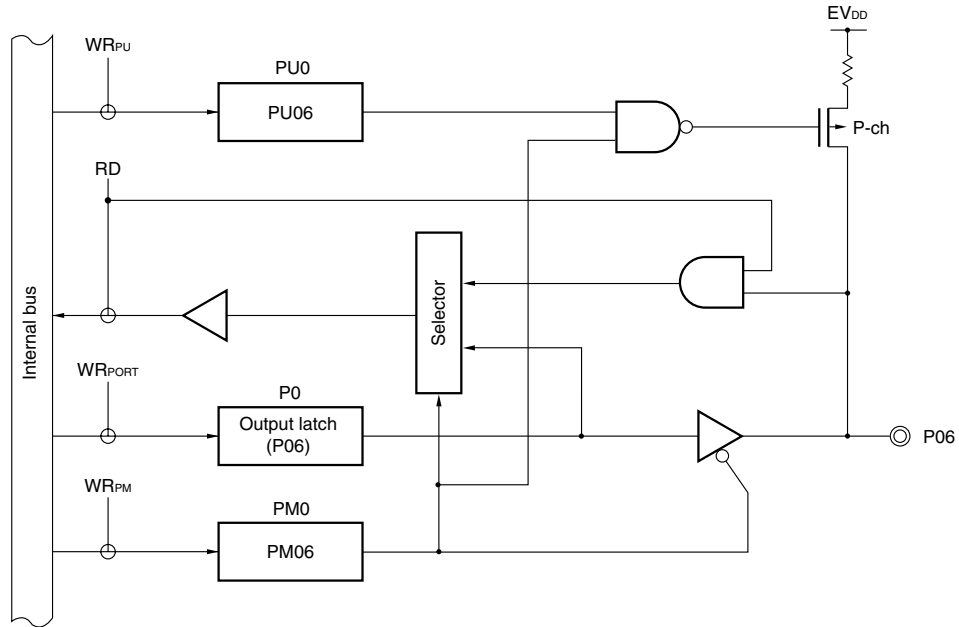 EVDD
WRPU
PU0
PU06
P-ch
RD
Internal bus
Selector
WRPORT
P0
Output latch
(P06)
P06
WRPM
PM0
PM06